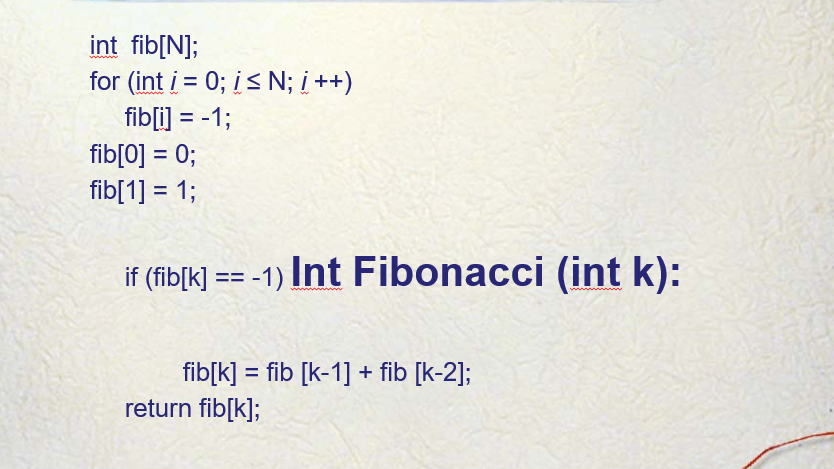 int fib[N];
for (int i = 0; i ≤ N; i ++)
fib[i] = -1;
fib[0] = 0;
fib[1] = 1;
if (fib[k] == -1) Int Fibonacci (int k):
fib[k] = fib [k-1] + fib [k-2];
return fib[k];